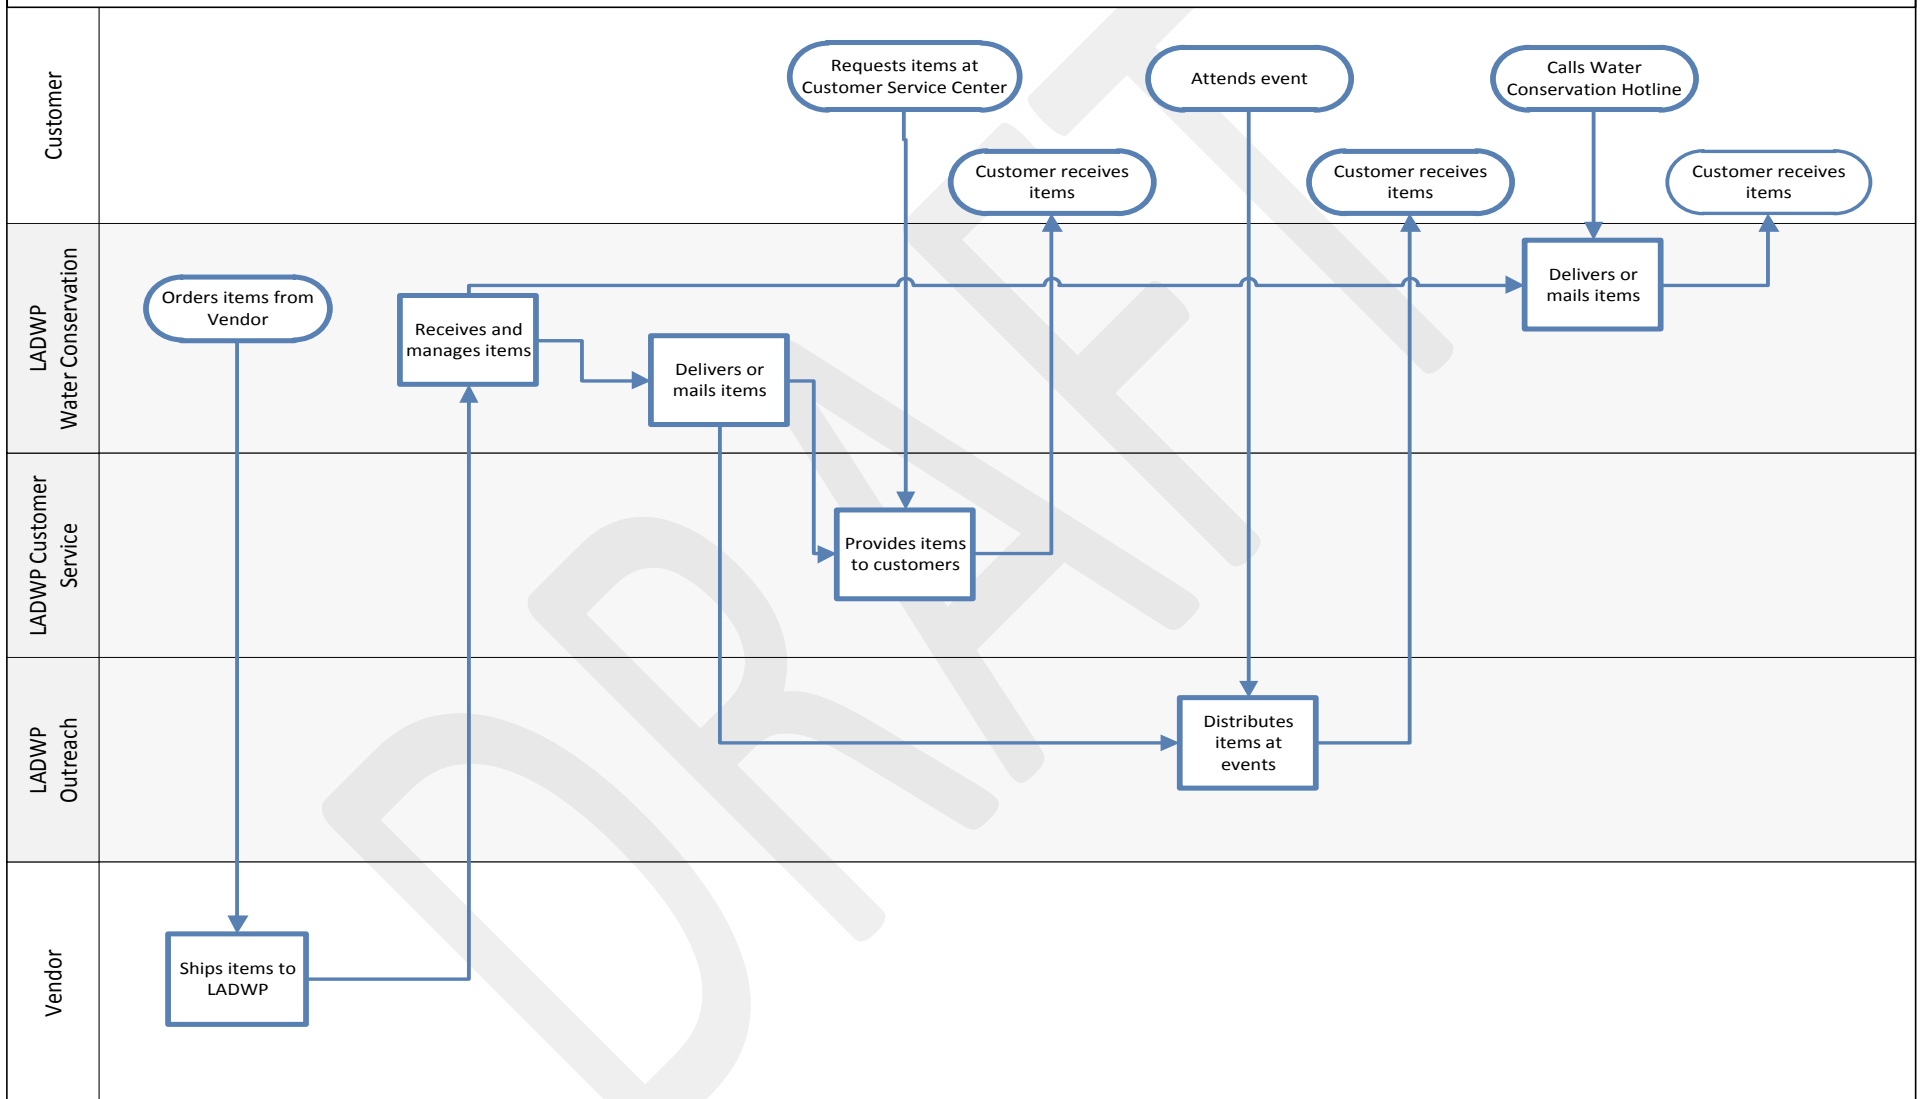 Customer
Requests items at
Customer Service Center
Attends event
Calls Water
Conservation Hotline
Customer receives
items
Customer receives
items
Customer receives
items
LADWP
Water Conservation
Orders items from
Vendor
Receives and
manages items
Delivers or
mails items
Delivers or
mails items
LADWP Customer
Service
Provides items
to customers
LADWP
Outreach
Distributes
items at
events
Vendor
Ships items to
LADWP
DRAFT